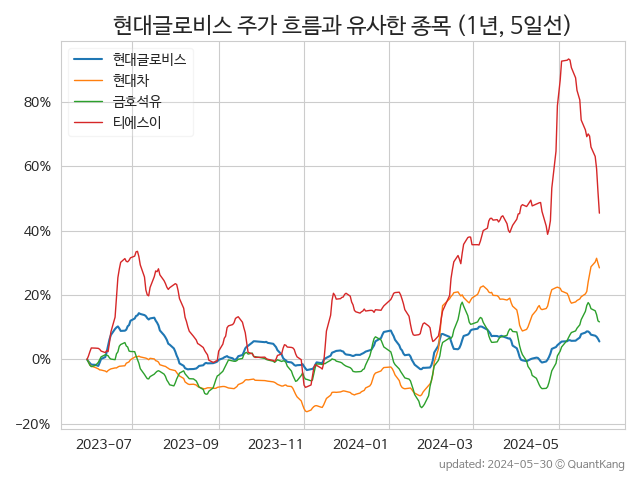 현대글로비스 주가 흐름과 유사한 종목 (1년, 5일선)
현대글로비스
현대차
금호석유
티에스이
80%
60%
40%
20%
0%
−20%
2023−07
2023−09
2023−11
2024−01
2024−03
2024−05
updated: 2024-05-30 © QuantKang